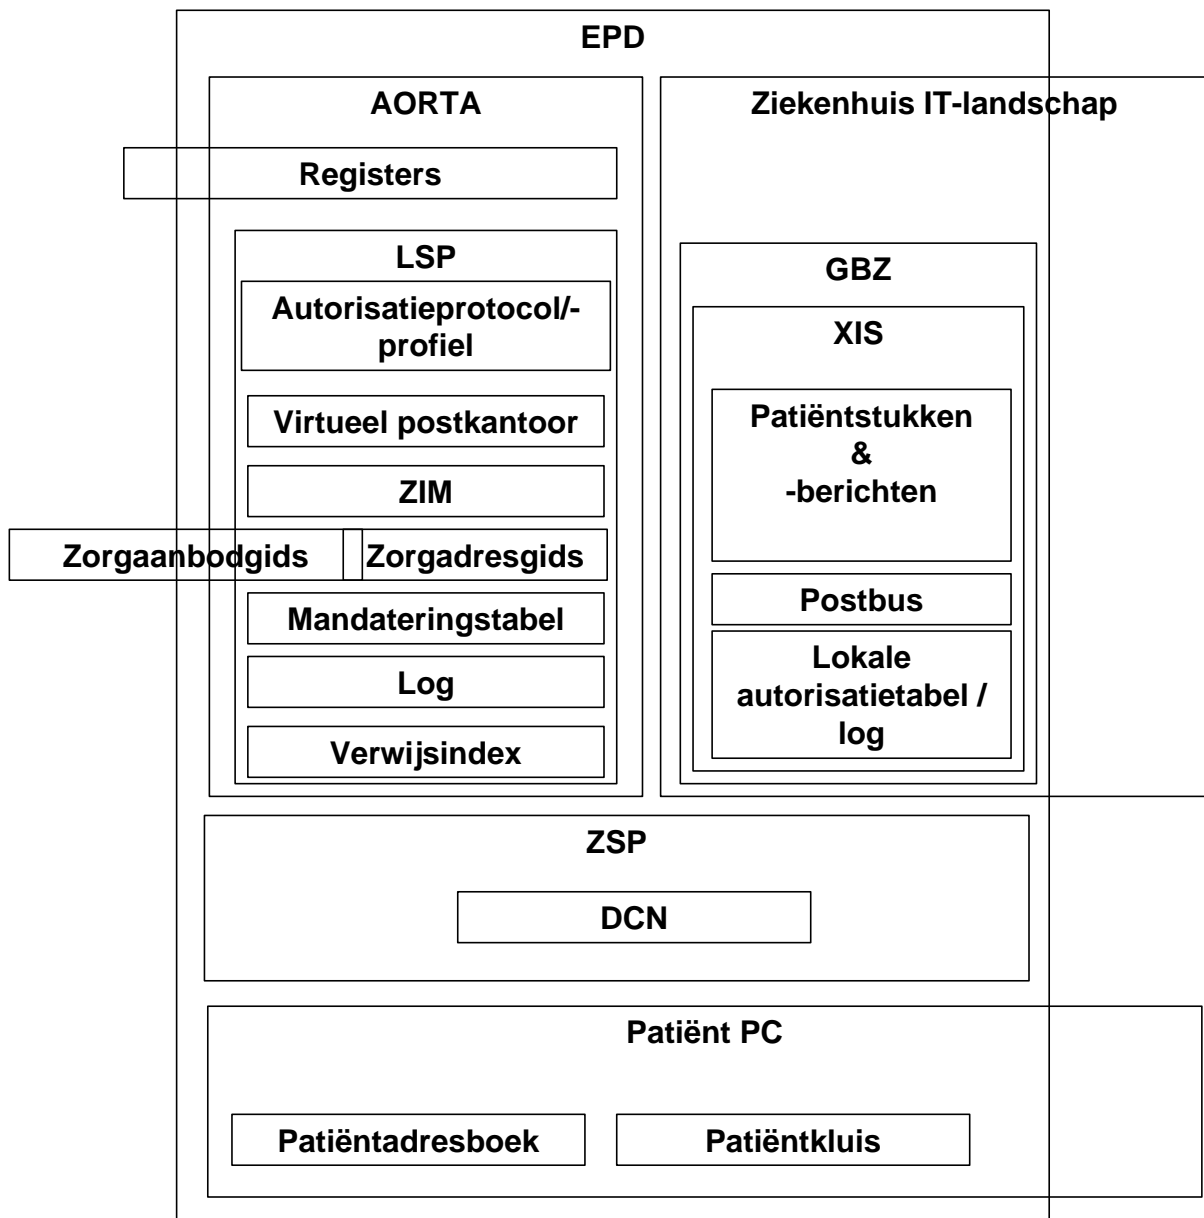 EPD
AORTA
Registers
LSP
Autorisatieprotocol/-
profiel
Virtueel postkantoor
ZIM
Zorgaanbodgids
Zorgadresgids
Mandateringstabel
Log
Verwijsindex
Ziekenhuis IT-landschap
GBZ
XIS
Patiëntstukken
&
-berichten
Postbus
Lokale
autorisatietabel /
log
ZSP
DCN
Patiënt PC
Patiëntadresboek
Patiëntkluis